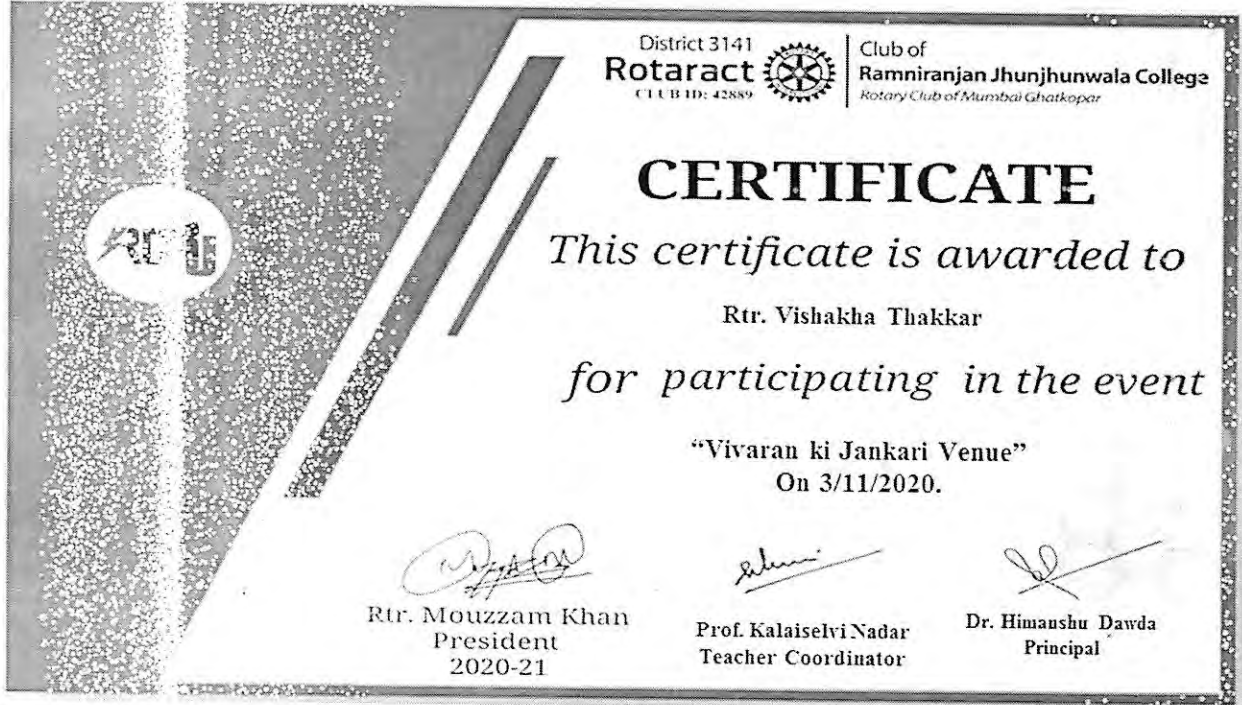 District 3141
Rotaract
CLUB ID: 42889
Club of
Ramniranjan Jhunjhunwala College
Rotary Club of Mumbai Ghatkopar
CERTIFICATE
This certificate is awarded to
Rtr. Vishakha Thakkar
for participating in the event
“Vivaran ki Jankari Venue”
On 3/11/2020.
Rtr. Mouzzam Khan
President
2020-21
Prof. Kalaiselvi Nadar
Teacher Coordinator
Dr. Himanshu Dawda
Principal